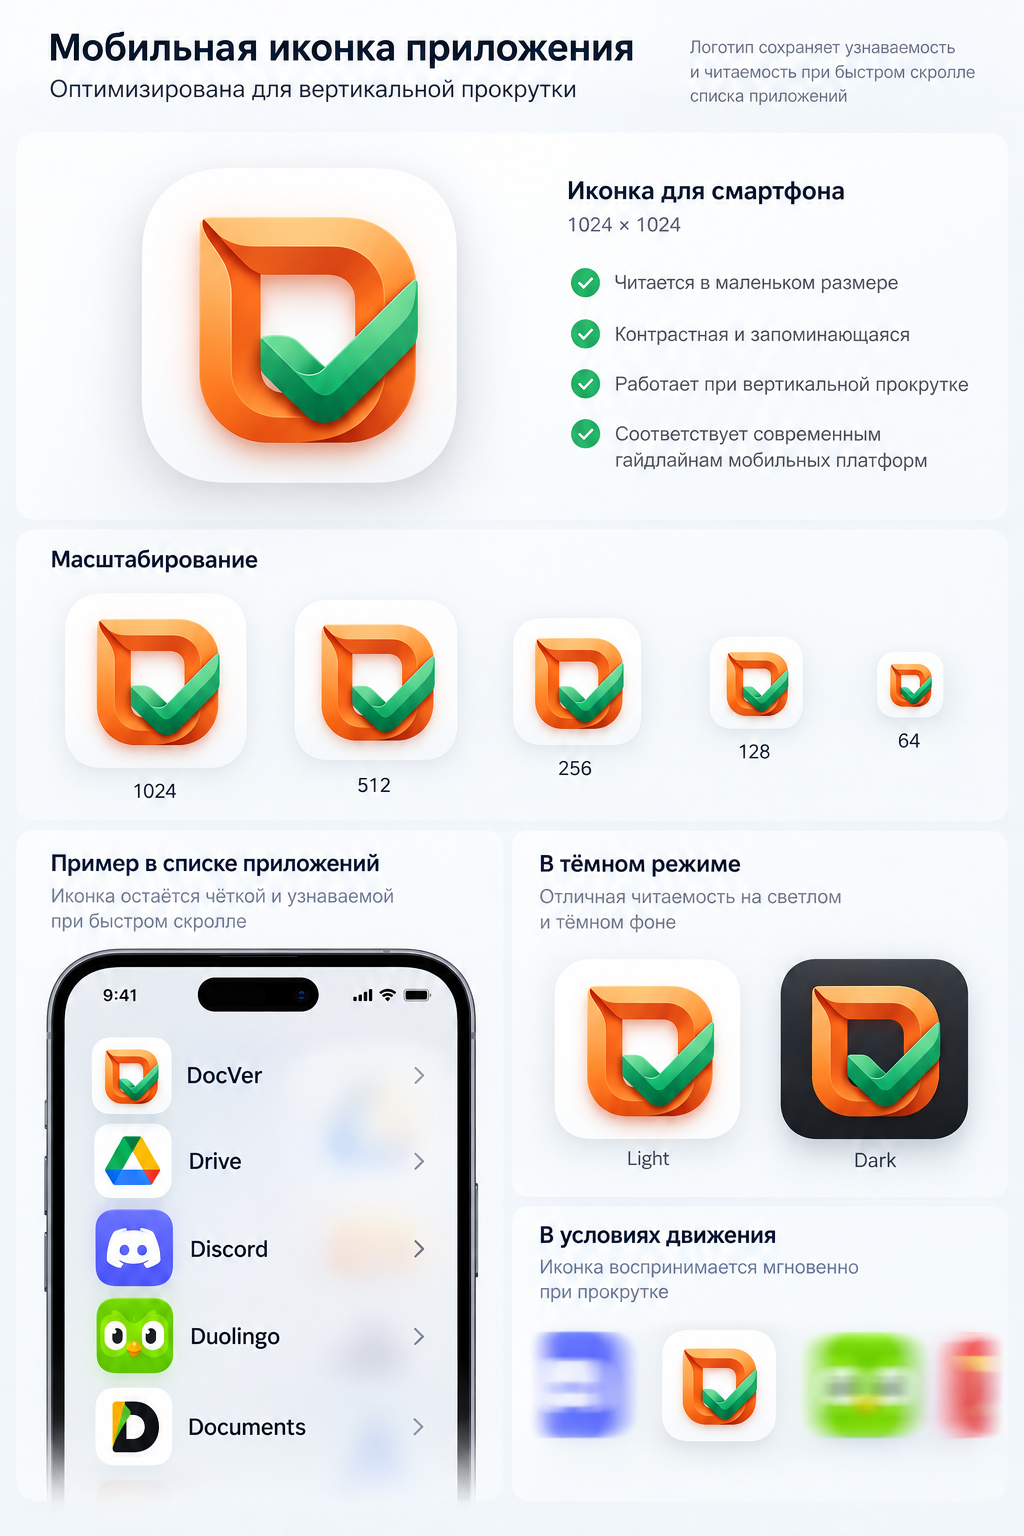 Мобильная иконка приложения
Оптимизирована для вертикальной прокрутки
Логотип сохраняет узнаваемость
и читаемость при быстром скролле
списка приложений
Иконка для смартфона
1024 × 1024
Читается в маленьком размере
Контрастная и запоминающаяся
Работает при вертикальной прокрутке
Соответствует современным
гайдлайнам мобильных платформ
Масштабирование
1024
512
256
128
64
Пример в списке приложений
Иконка остаётся чёткой и узнаваемой
при быстром скролле
9:41
DocVer
Drive
Discord
Duolingo
Documents
В тёмном режиме
Отличная читаемость на светлом
и тёмном фоне
Light
Dark
В условиях движения
Иконка воспринимается мгновенно
при прокрутке